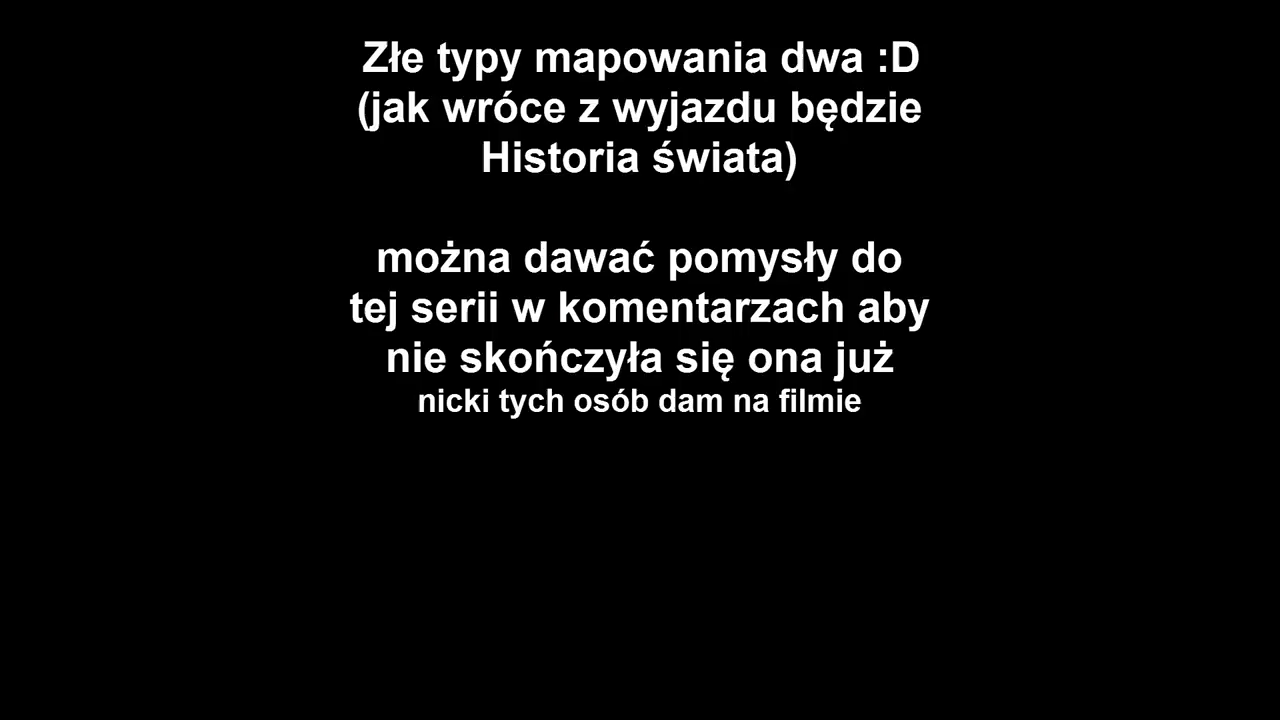 Złe typy mapowania dwa :D
(jak wróce z wyjazdu będzie
Historia świata)
można dawać pomysły do
tej serii w komentarzach aby
nie skończyła się ona już
nicki tych osób dam na filmie